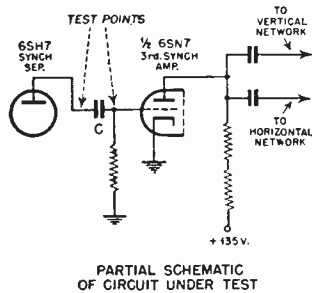 TEST POINTS
6SH7
SYNCH
SEP.
½ 6SN7
3rd. SYNCH
AMP.
TO
VERTICAL
NETWORK
C
TO
HORIZONTAL
NETWORK
+ 135 V.
PARTIAL SCHEMATIC
OF CIRCUIT UNDER TEST